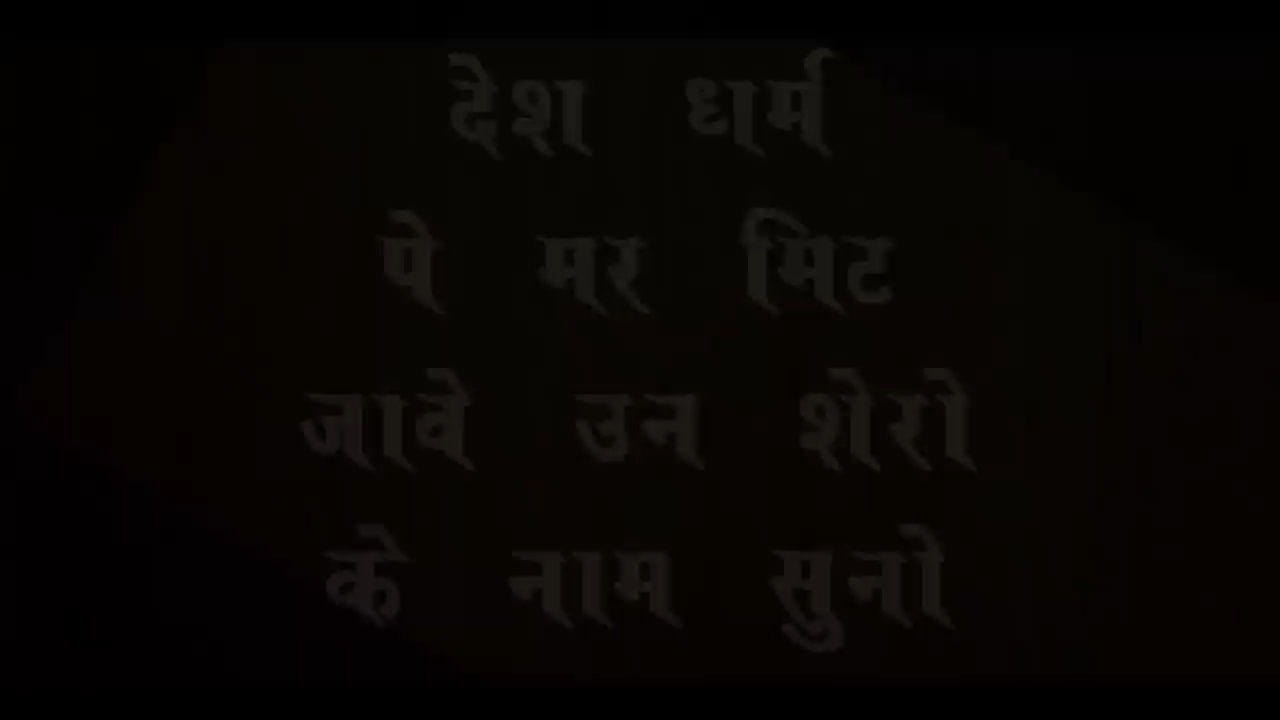 देश धर्म
पे मर मिट
जावे उन शेरो
के नाम सुनो